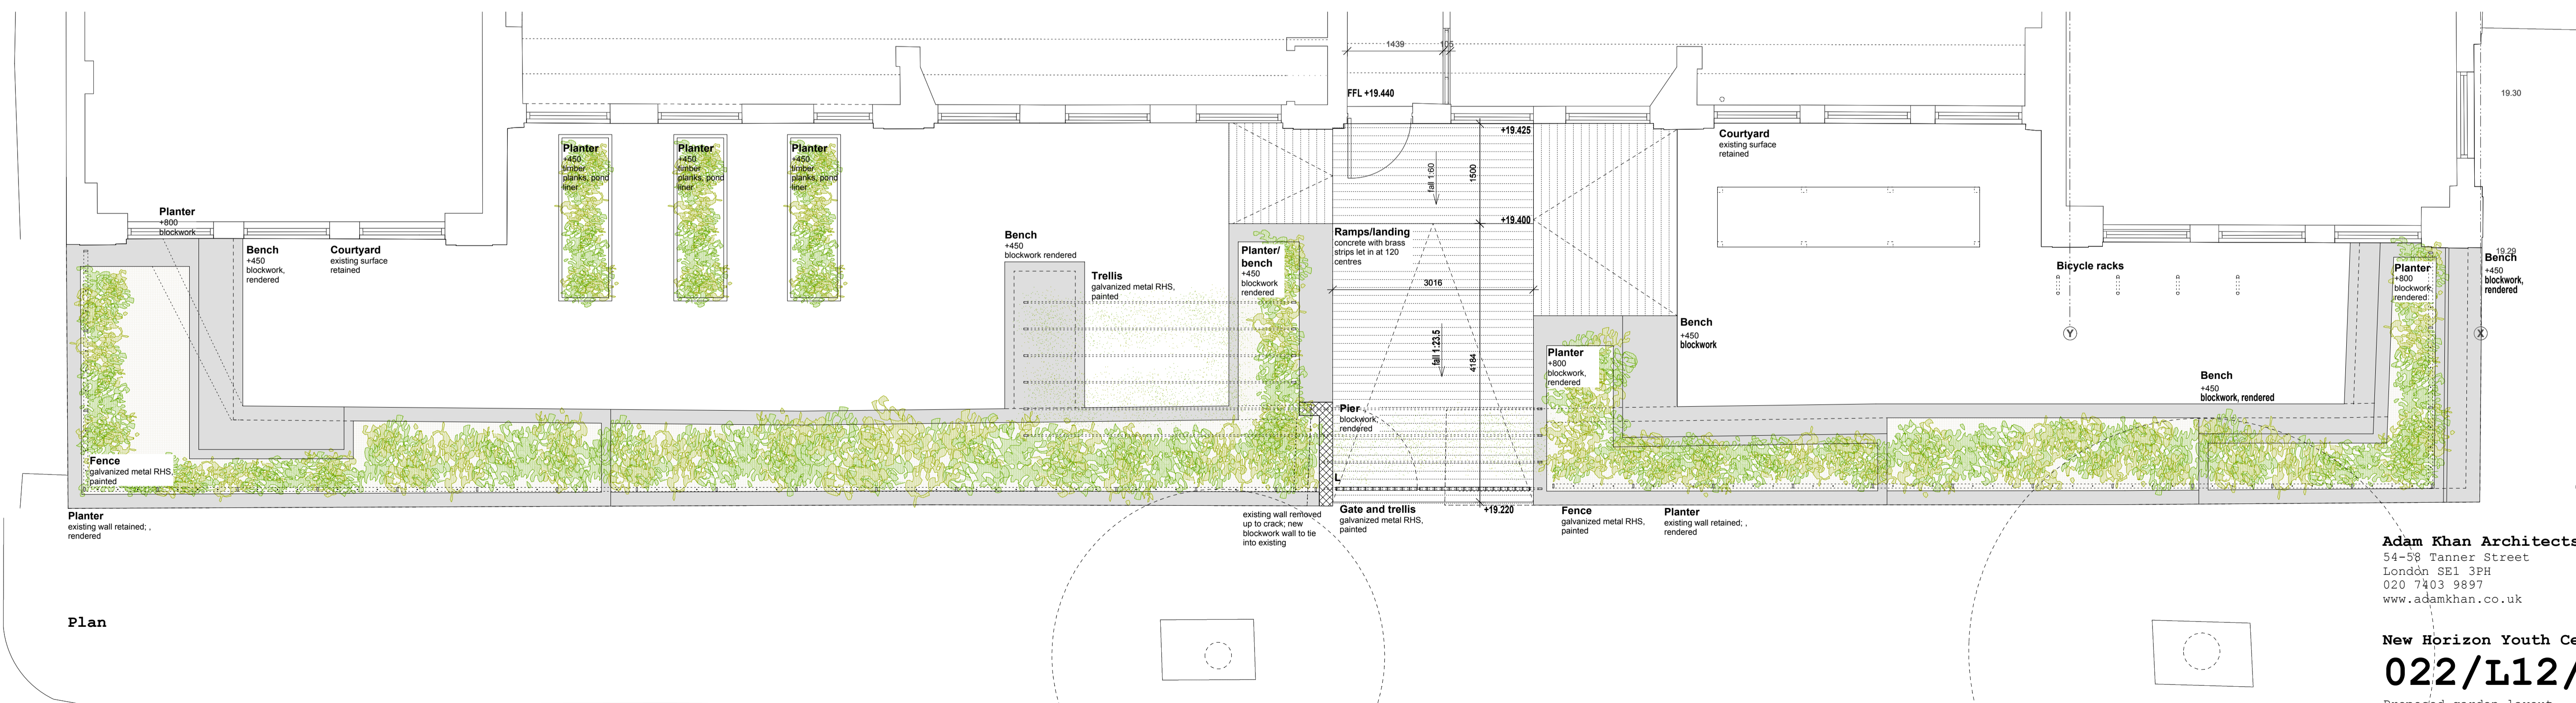 1439
105
FFL +19.440
19.30
+19.425
Courtyard
existing surface
retained
Planter
+450
timber
planks, pond
liner
Planter
+450
timber
planks, pond
liner
Planter
+450
timber
planks, pond
liner
fall 1:60
1500
Planter
+800
blockwork
+19.400
Bench
+450
blockwork,
rendered
Courtyard
existing surface
retained
Bench
+450
blockwork rendered
Trellis
galvanized metal RHS,
painted
Planter/
bench
+450
blockwork
rendered
Ramps/landing
concrete with brass
strips let in at 120
centres
3016
Bicycle racks
Planter
+800
blockwork,
rendered
19.29
Bench
+450
blockwork,
rendered
Y
X
fall 1:23.5
4184
Bench
+450
blockwork
Planter
+800
blockwork,
rendered
Bench
+450
blockwork, rendered
Pier
blockwork,
rendered
Fence
galvanized metal RHS,
painted
L
Planter
existing wall retained; ,
rendered
existing wall removed
up to crack; new
blockwork wall to tie
into existing
Gate and trellis
galvanized metal RHS,
painted
+19.220
Fence
galvanized metal RHS,
painted
Planter
existing wall retained; ,
rendered
Adam Khan Architects
54-58 Tanner Street
London SE1 3PH
020 7403 9897
www.adamkhan.co.uk
Plan
New Horizon Youth Ce
022/L12/
Proposed garden layout